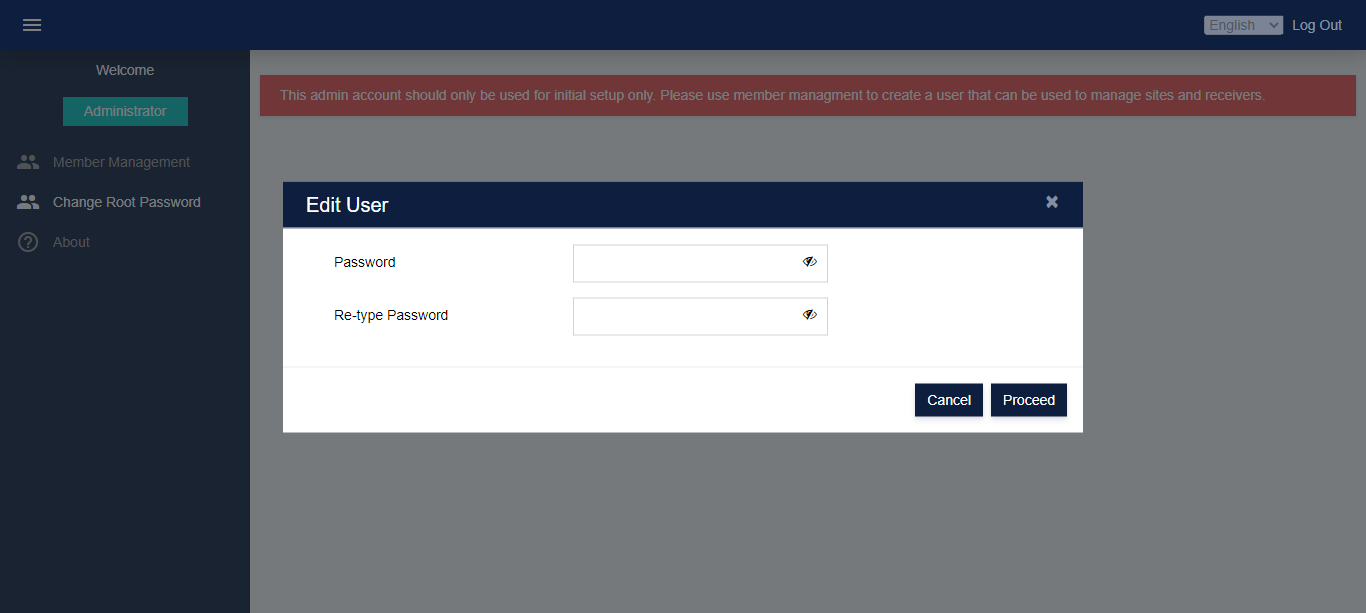 English
Log Out
Welcome
Administrator
Member Management
Change Root Password
About
This admin account should only be used for initial setup only. Please use member managment to create a user that can be used to manage sites and receivers.
Edit User
Password
Re-type Password
Cancel
Proceed